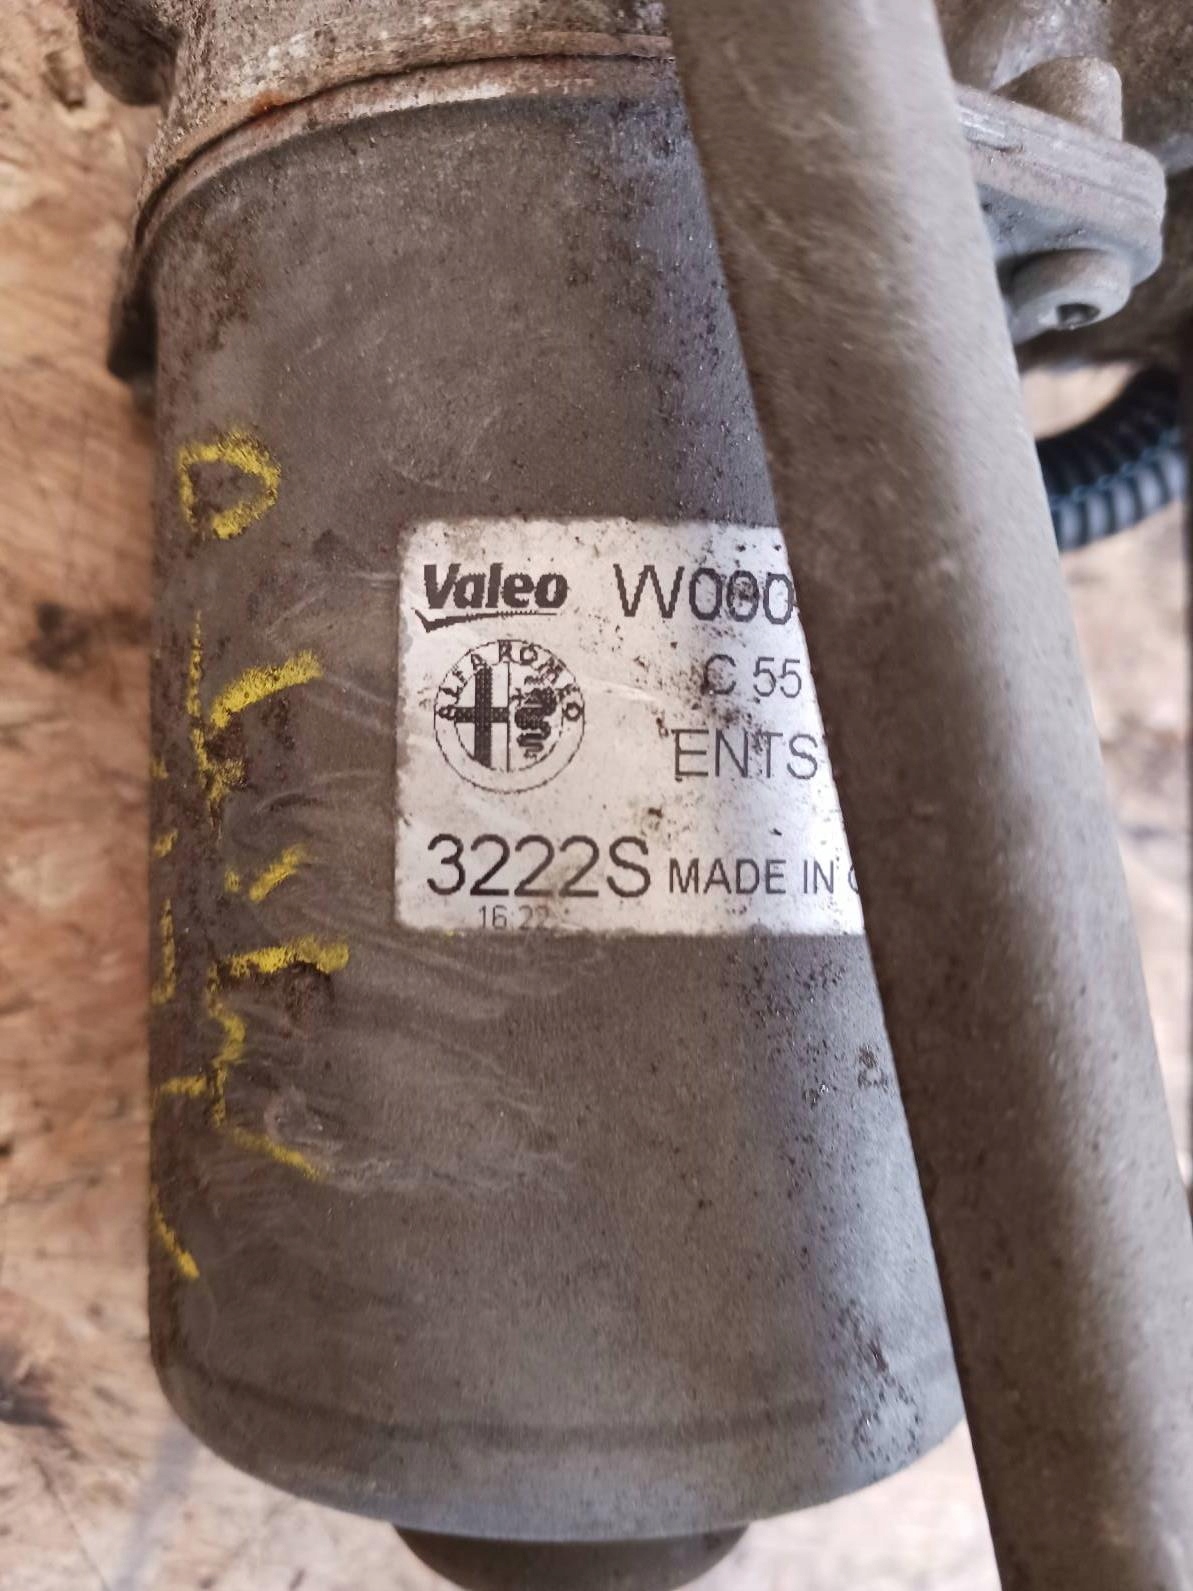 Valeo W000
ALFA ROMEO
C 55
ENTS
3222S MADE IN
16 22